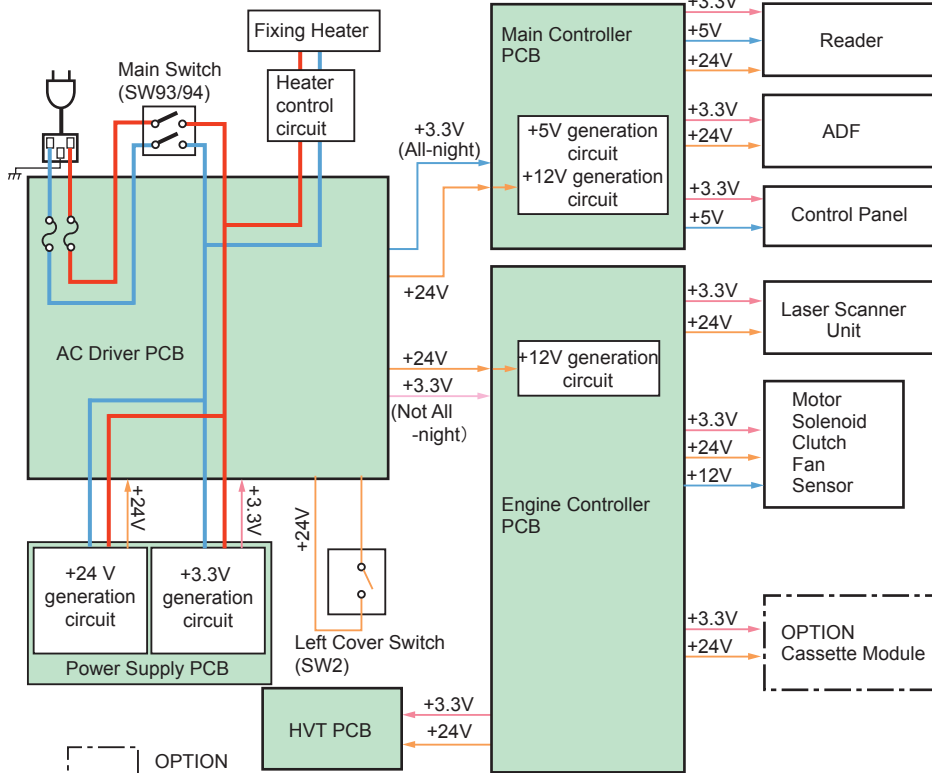 Fixing Heater
Main Switch
(SW93/94)
Heater
control
circuit
AC Driver PCB
+24V
+3.3V
+24 V
generation
circuit
+3.3V
generation
circuit
Power Supply PCB
+24V
Left Cover Switch
(SW2)
+3.3V
(All-night)
+24V
+24V
+3.3V
(Not All
-night)
Main Controller
PCB
+5V generation
circuit
+12V generation
circuit
+3.3V
+5V
+24V
Reader
+3.3V
+24V
ADF
+3.3V
+5V
Control Panel
+12V generation
circuit
Engine Controller
PCB
+3.3V
+24V
Laser Scanner
Unit
+3.3V
+24V
+12V
Motor
Solenoid
Clutch
Fan
Sensor
+3.3V
+24V
OPTION
Cassette Module
HVT PCB
+3.3V
+24V
OPTION